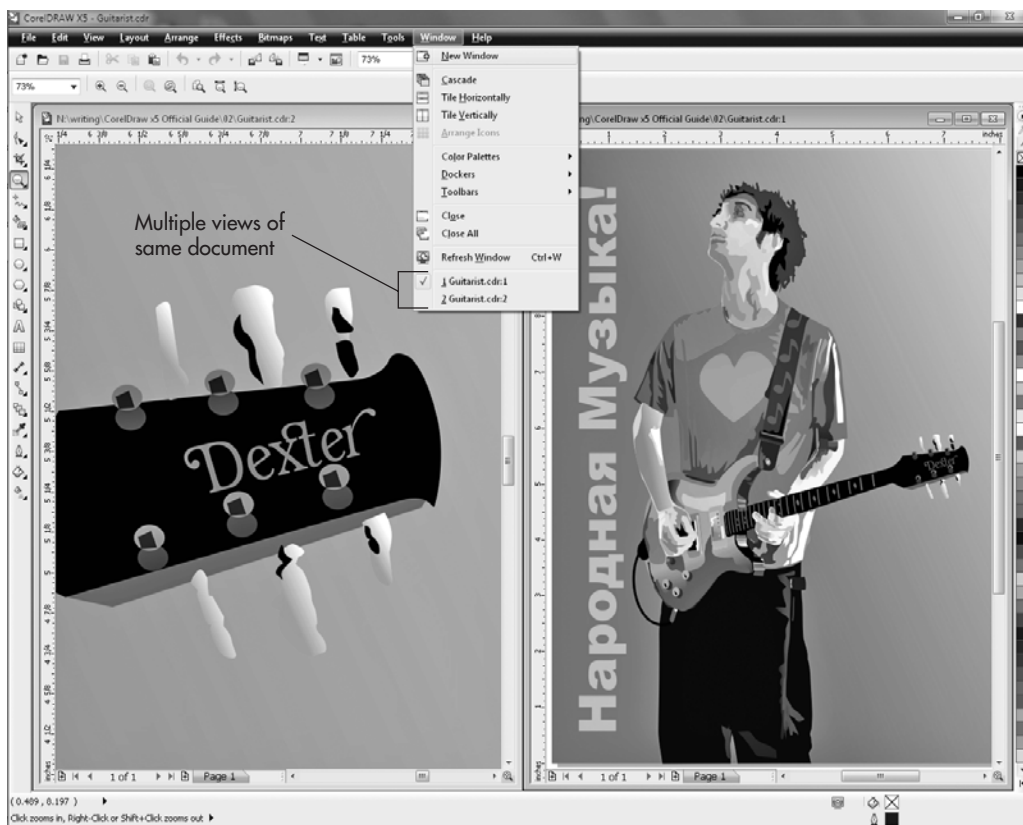 CorelDRAW X5 - Guitarist.cdr
File Edit View Layout Arrange Effects Bitmaps Text Table Tools Window Help
73%
73%
New Window
Cascade
Tile Horizontally
Tile Vertically
Arrange Icons
Color Palettes
Dockers
Toolbars
Close
Close All
Refresh Window Ctrl+W
1 Guitarist.cdr:1
2 Guitarist.cdr:2
N:\writing\CorelDraw x5 Official Guide\02\Guitarist.cdr:2
ng\CorelDraw x5 Official Guide\02\Guitarist.cdr:1
inches
Multiple views of
same document
Dexter
Народная Музыка!
Dexter
1 of 1 Page 1
1 of 1 Page 1
(0.409, 0.197)
Click zooms in, Right-Click or Shift+Click zooms out